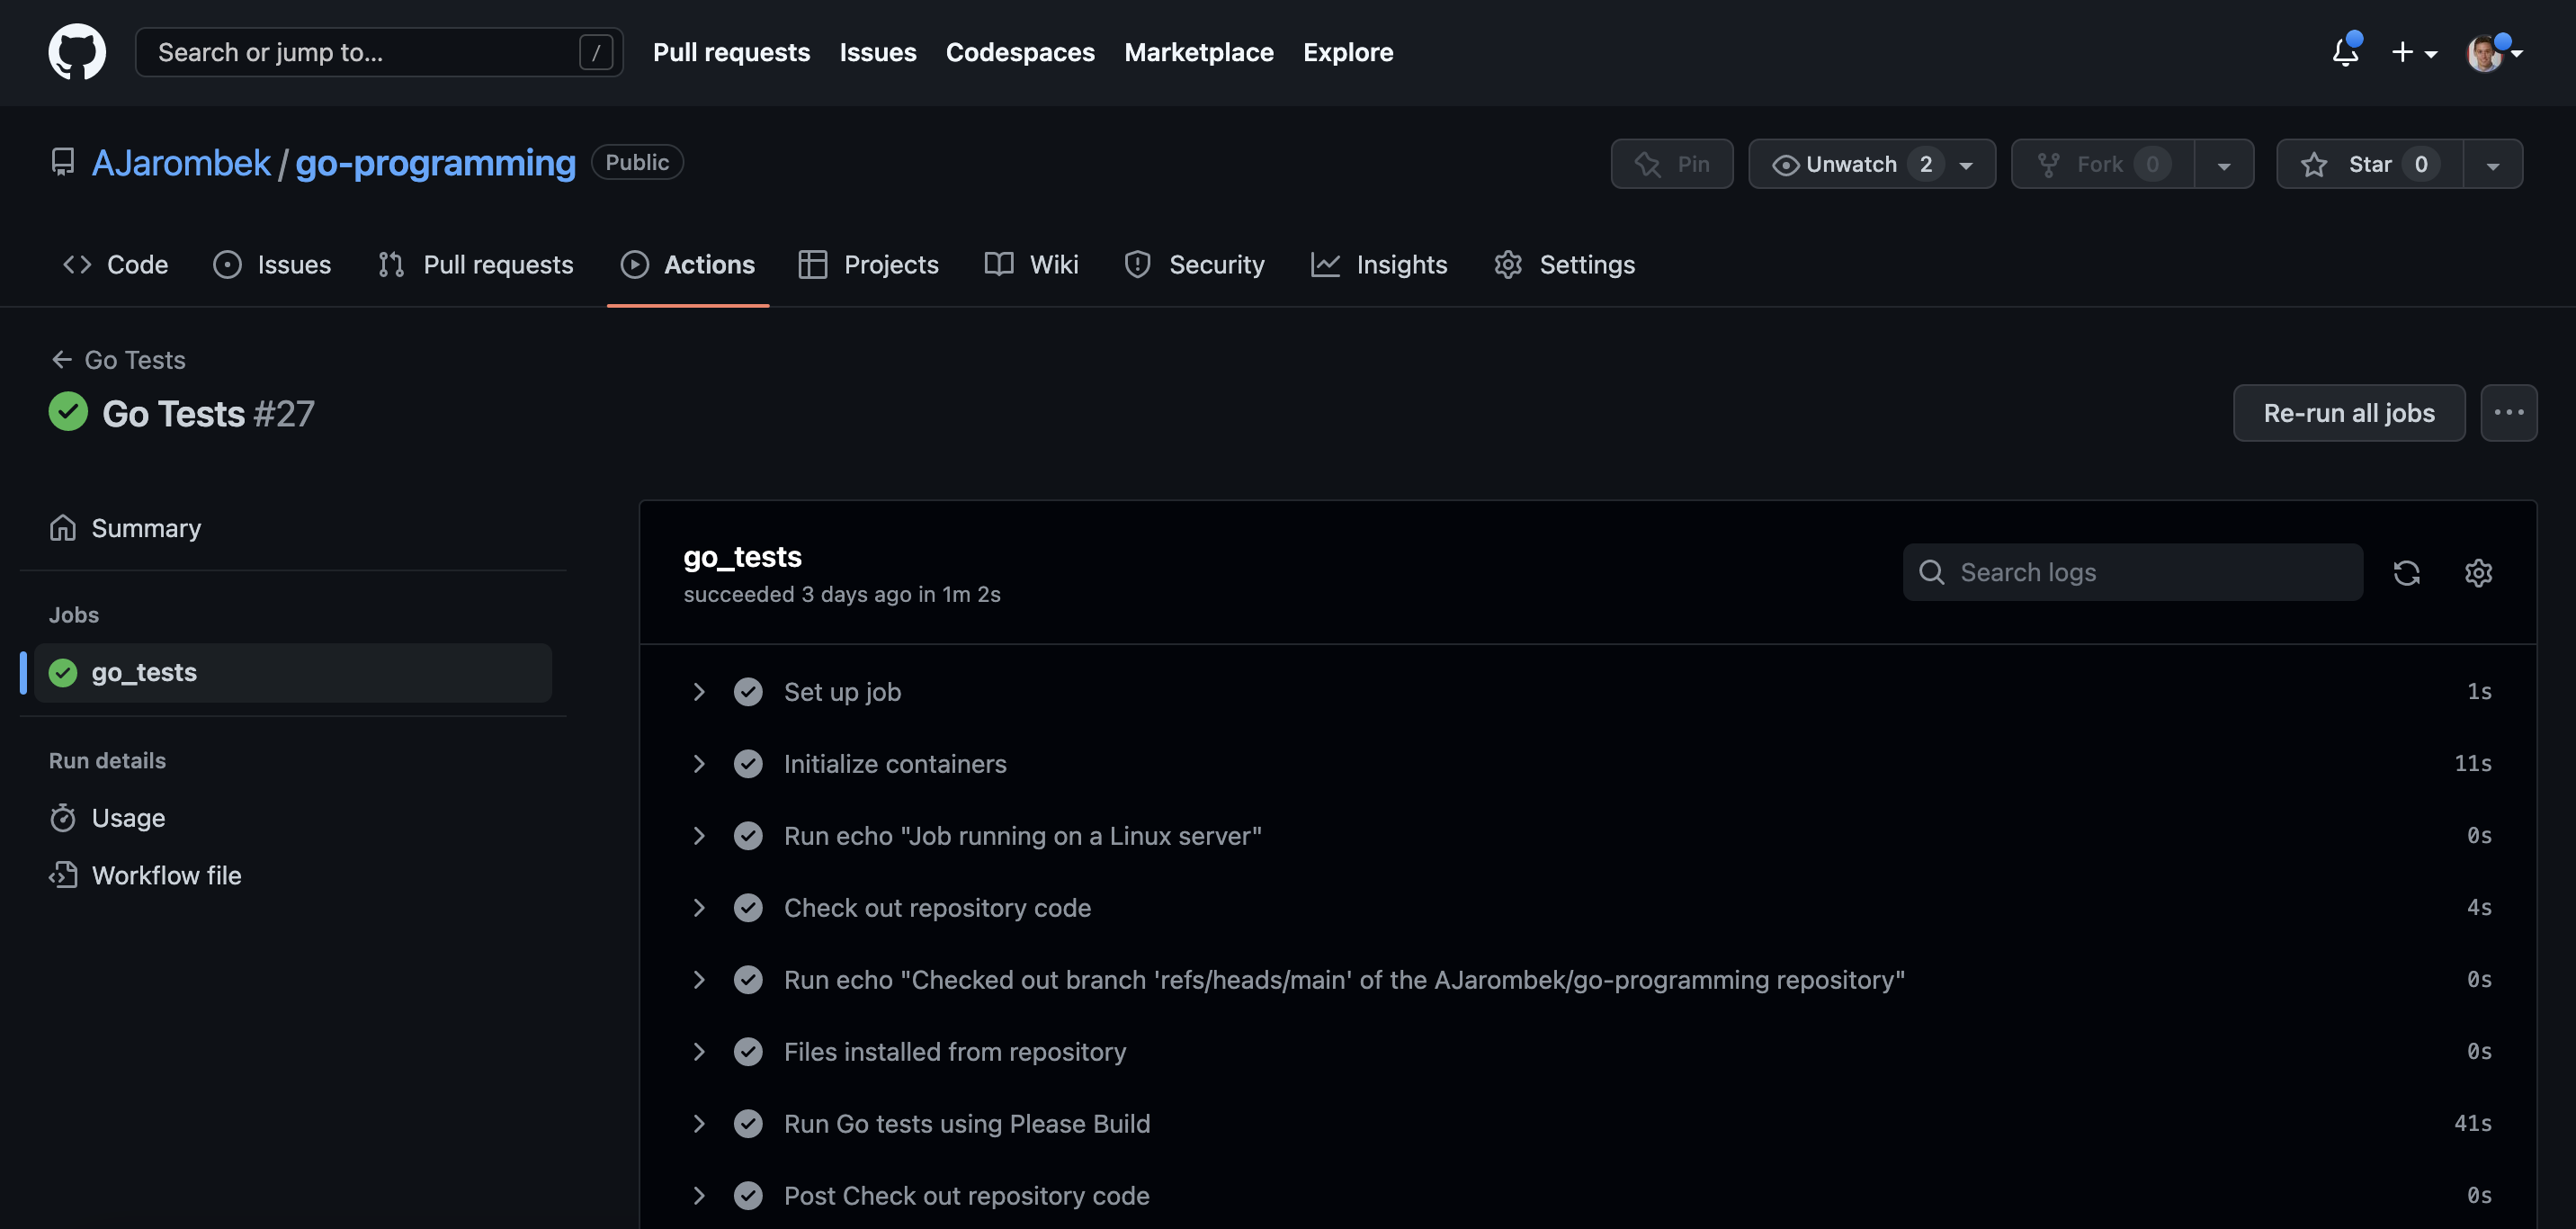 Search or jump to... / Pull requests Issues Codespaces Marketplace Explore
AJarombek / go-programming Public Pin Unwatch 2 Fork 0 Star 0
Code Issues Pull requests Actions Projects Wiki Security Insights Settings
Go Tests
Go Tests #27 Re-run all jobs
Summary
Jobs
go_tests
Run details
Usage
Workflow file
go_tests
succeeded 3 days ago in 1m 2s
Search logs
Set up job 1s
Initialize containers 11s
Run echo "Job running on a Linux server" 0s
Check out repository code 4s
Run echo "Checked out branch 'refs/heads/main' of the AJarombek/go-programming repository" 0s
Files installed from repository 0s
Run Go tests using Please Build 41s
Post Check out repository code 0s